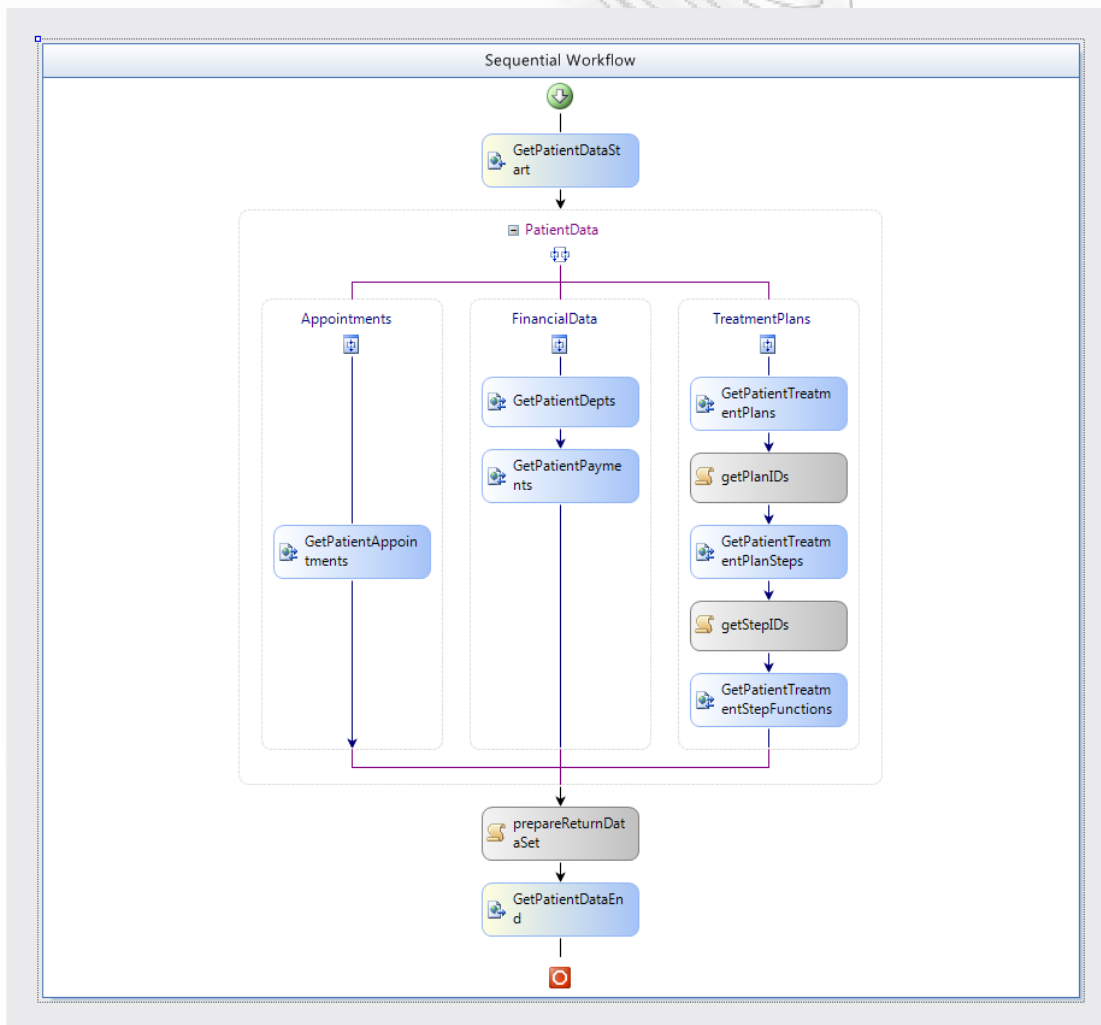 Sequential Workflow
GetPatientDataSt
art
PatientData
Appointments
FinancialData
TreatmentPlans
GetPatientDepts
GetPatientTreatm
entPlans
GetPatientPayme
nts
getPlanIDs
GetPatientAppoin
tments
GetPatientTreatm
entPlanSteps
getStepIDs
GetPatientTreatm
entStepFunctions
prepareReturnDat
aSet
GetPatientDataEn
d